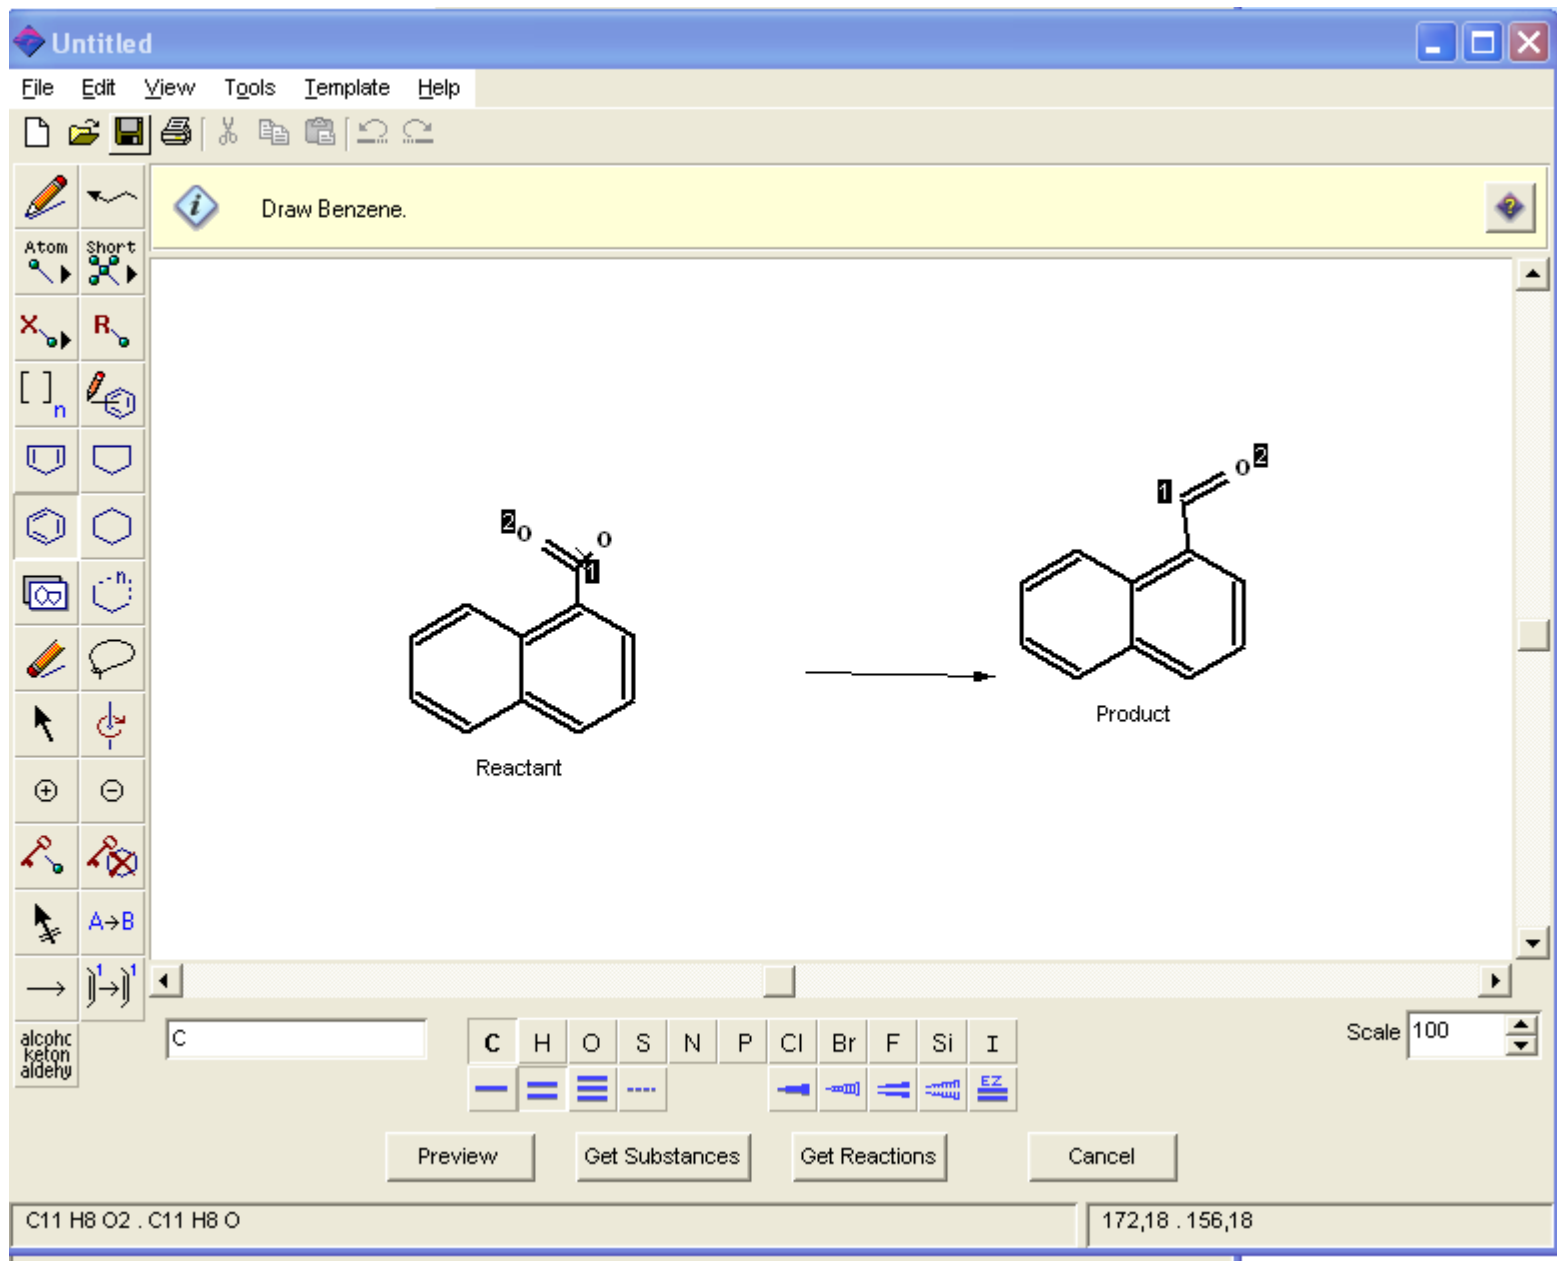 Untitled
File Edit View Tools Template Help
Draw Benzene.
Atom Short
X R
[ ]n
n
A→B
1 1
alcohc
keton
aldehy
2 O O
1
Reactant
1 O 2
Product
C
C H O S N P Cl Br F Si I
EZ
Scale 100
Preview Get Substances Get Reactions Cancel
C11 H8 O2 . C11 H8 O
172,18 . 156,18